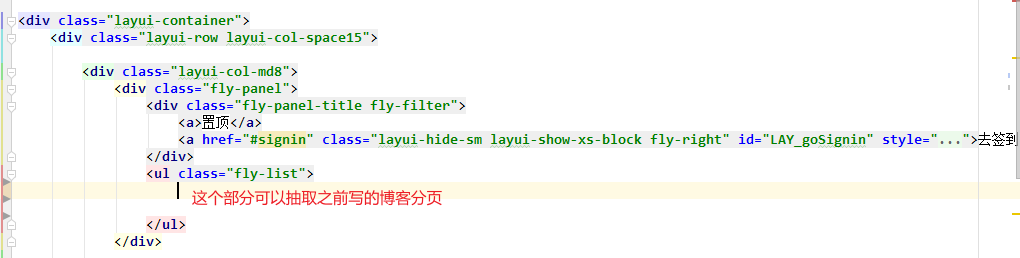 <div class="layui-container">
<div class="layui-row layui-col-space15">
<div class="layui-col-md8">
<div class="fly-panel">
<div class="fly-panel-title fly-filter">
<a>置顶</a>
<a href="#signin" class="layui-hide-sm layui-show-xs-block fly-right" id="LAY_goSignin" style="...">去签到
</div>
<ul class="fly-list">
这个部分可以抽取之前写的博客分页
</ul>
</div>